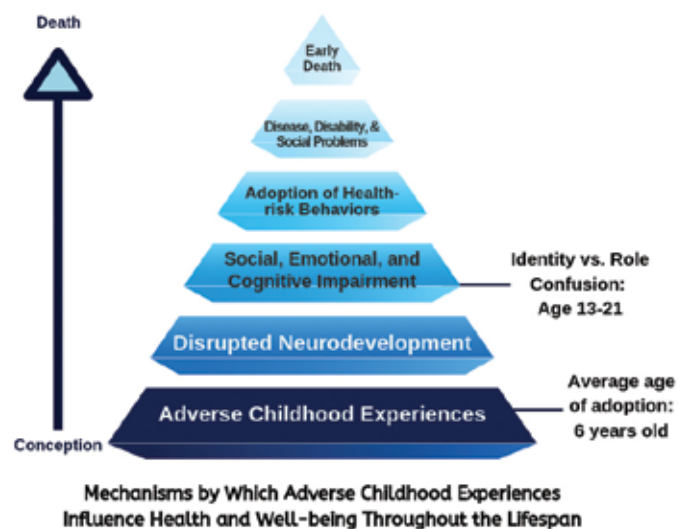 Death
Early
Death
Disease, Disability, &
Social Problems
Adoption of Health-
risk Behaviors
Social, Emotional, and
Cognitive Impairment
Identity vs. Role
Confusion:
Age 13-21
Disrupted Neurodevelopment
Adverse Childhood Experiences
Average age
of adoption:
6 years old
Conception
Mechanisms by Which Adverse Childhood Experiences
Influence Health and Well-being Throughout the Lifespan